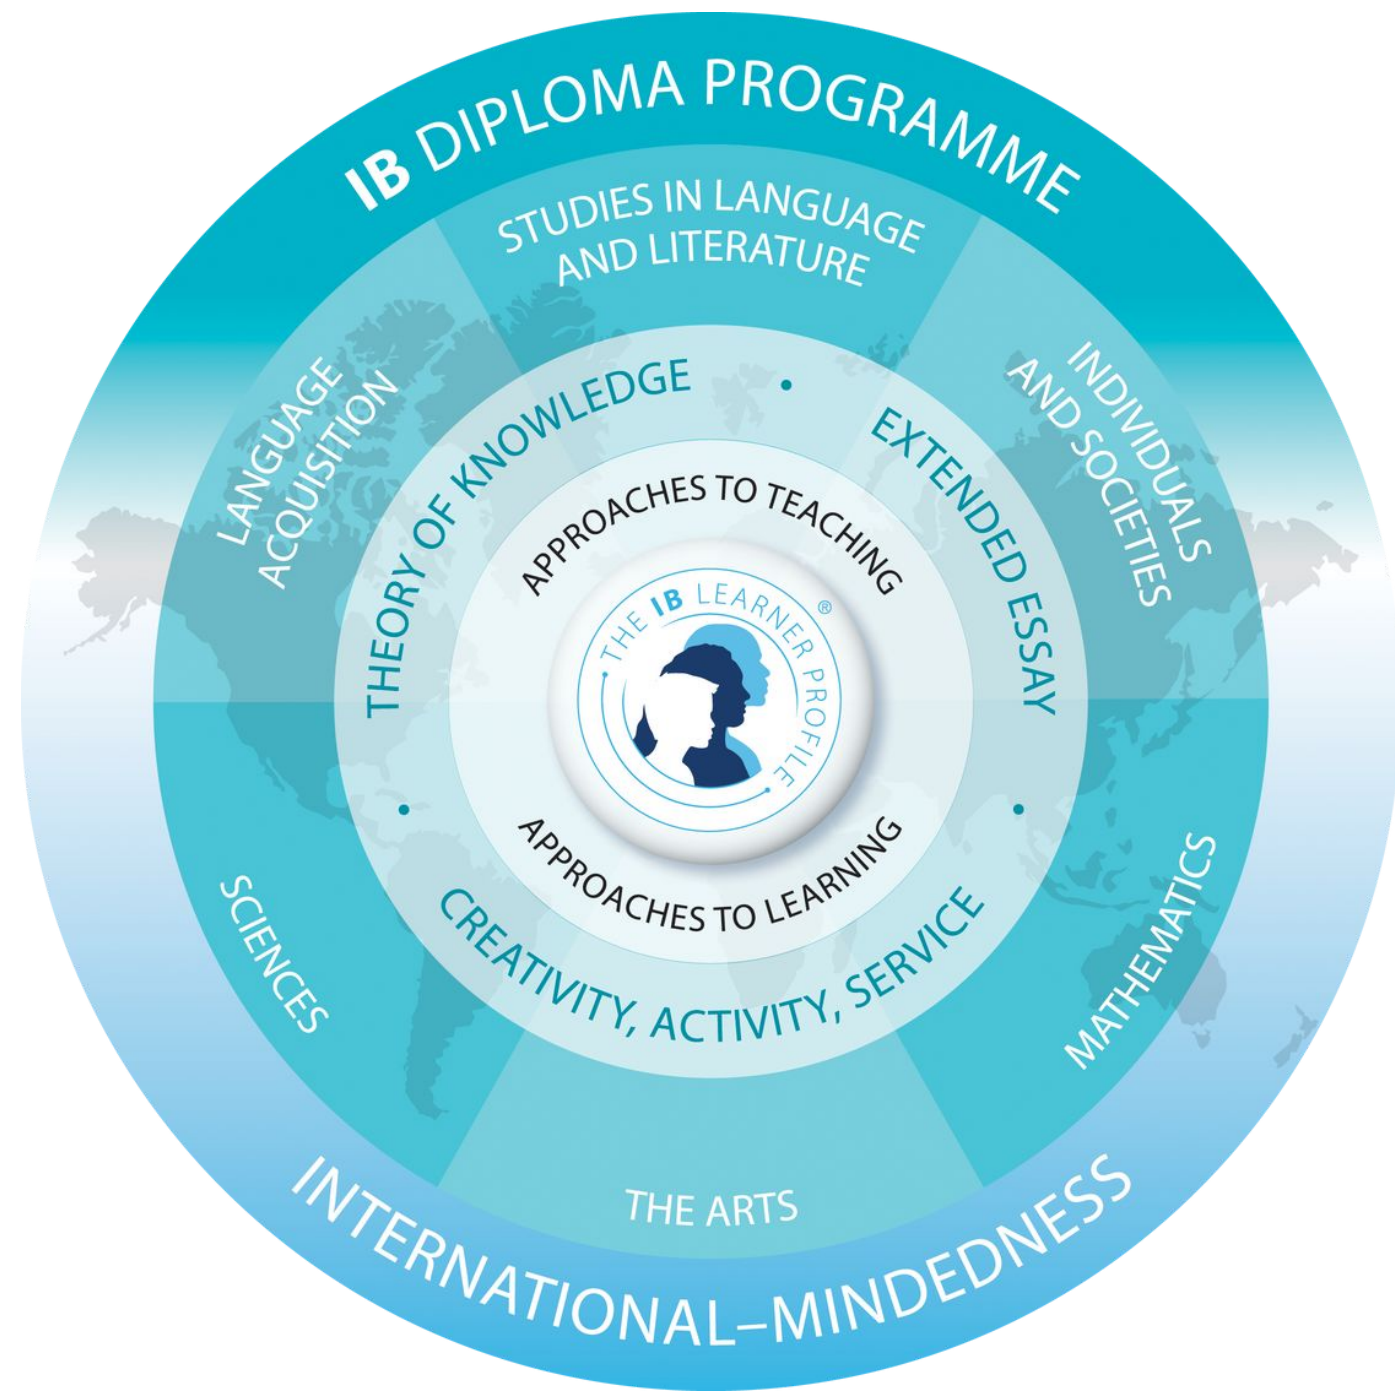 IB DIPLOMA PROGRAMME
STUDIES IN LANGUAGE
AND LITERATURE
LANGUAGE
ACQUISITION
INDIVIDUALS
AND SOCIETIES
THEORY OF KNOWLEDGE
•
EXTENDED ESSAY
APPROACHES TO TEACHING
THE IB LEARNER PROFILE
®
APPROACHES TO LEARNING
•
CREATIVITY, ACTIVITY, SERVICE
•
SCIENCES
MATHEMATICS
THE ARTS
INTERNATIONAL–MINDEDNESS